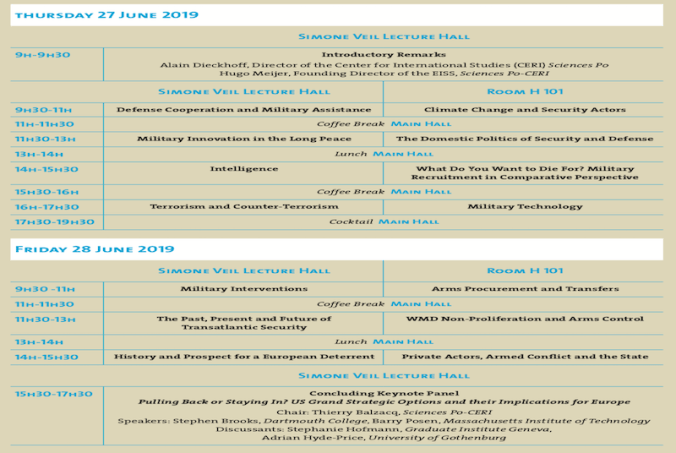 THURSDAY 27 JUNE 2019
SIMONE VEIL LECTURE HALL
9H-9H30 Introductory Remarks
Alain Dieckhoff, Director of the Center for International Studies (CERI) Sciences Po
Hugo Meijer, Founding Director of the EISS, Sciences Po-CERI
SIMONE VEIL LECTURE HALL ROOM H 101
9H30-11H Defense Cooperation and Military Assistance Climate Change and Security Actors
11H-11H30 Coffee Break MAIN HALL
11H30-13H Military Innovation in the Long Peace The Domestic Politics of Security and Defense
13H-14H Lunch MAIN HALL
14H-15H30 Intelligence What Do You Want to Die For? Military
Recruitment in Comparative Perspective
15H30-16H Coffee Break MAIN HALL
16H-17H30 Terrorism and Counter-Terrorism Military Technology
17H30-19H30 Cocktail MAIN HALL
FRIDAY 28 JUNE 2019
SIMONE VEIL LECTURE HALL ROOM H 101
9H30 -11H Military Interventions Arms Procurement and Transfers
11H-11H30 Coffee Break MAIN HALL
11H30-13H The Past, Present and Future of WMD Non-Proliferation and Arms Control
Transatlantic Security
13H-14H Lunch MAIN HALL
14H-15H30 History and Prospect for a European Deterrent Private Actors, Armed Conflict and the State
SIMONE VEIL LECTURE HALL
15H30-17H30 Concluding Keynote Panel
Pulling Back or Staying In? US Grand Strategic Options and their Implications for Europe
Chair: Thierry Balzacq, Sciences Po-CERI
Speakers: Stephen Brooks, Dartmouth College, Barry Posen, Massachusetts Institute of Technology
Discussants: Stephanie Hofmann, Graduate Institute Geneva,
Adrian Hyde-Price, University of Gothenburg